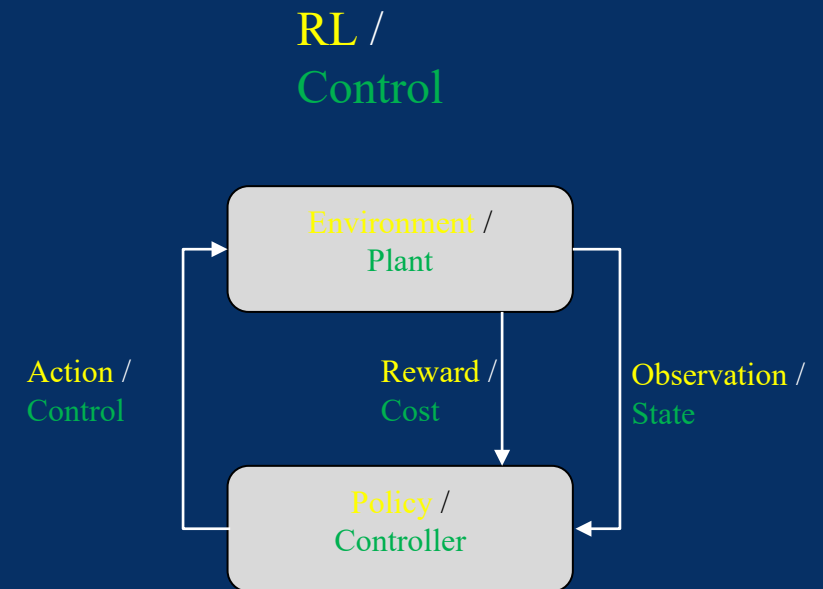 RL /
Control
Environment /
Plant
Action /
Control
Reward /
Cost
Observation /
State
Policy /
Controller